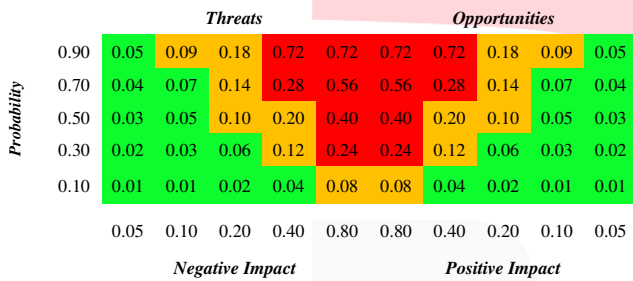 Threats Opportunities
0.90 0.05 0.09 0.18 0.72 0.72 0.72 0.72 0.18 0.09 0.05
0.70 0.04 0.07 0.14 0.28 0.56 0.56 0.28 0.14 0.07 0.04
0.50 0.03 0.05 0.10 0.20 0.40 0.40 0.20 0.10 0.05 0.03
0.30 0.02 0.03 0.06 0.12 0.24 0.24 0.12 0.06 0.03 0.02
0.10 0.01 0.01 0.02 0.04 0.08 0.08 0.04 0.02 0.01 0.01
Probability
0.05 0.10 0.20 0.40 0.80 0.80 0.40 0.20 0.10 0.05
Negative Impact Positive Impact